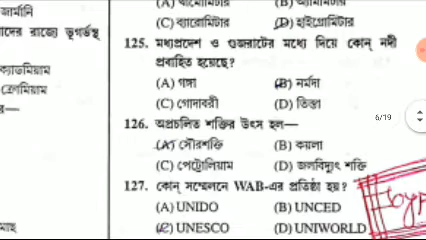 জার্মানি
(C) ব্যারোমিটার
(D) হাইগ্রোমিটার
125. মধ্যপ্রদেশ ও গুজরাটের মধ্যে দিয়ে কোন্ নদী
প্রবাহিত হয়েছে?
(A) গঙ্গা
(B) নর্মদা
(C) গোদাবরী
(D) তিস্তা
126. অপ্রচলিত শক্তির উৎস হল—
(A) সৌরশক্তি
(B) কয়লা
(C) পেট্রোলিয়াম
(D) জলবিদ্যুৎ শক্তি
127. কোন্ সম্মেলনে WAB-এর প্রতিষ্ঠা হয়?
(A) UNIDO
(B) UNCED
(C) UNESCO
(D) UNIWORLD
দের রাজ্যে ভূগর্ভস্থ
ক্যাডমিয়াম
ক্রোমিয়াম
6/19